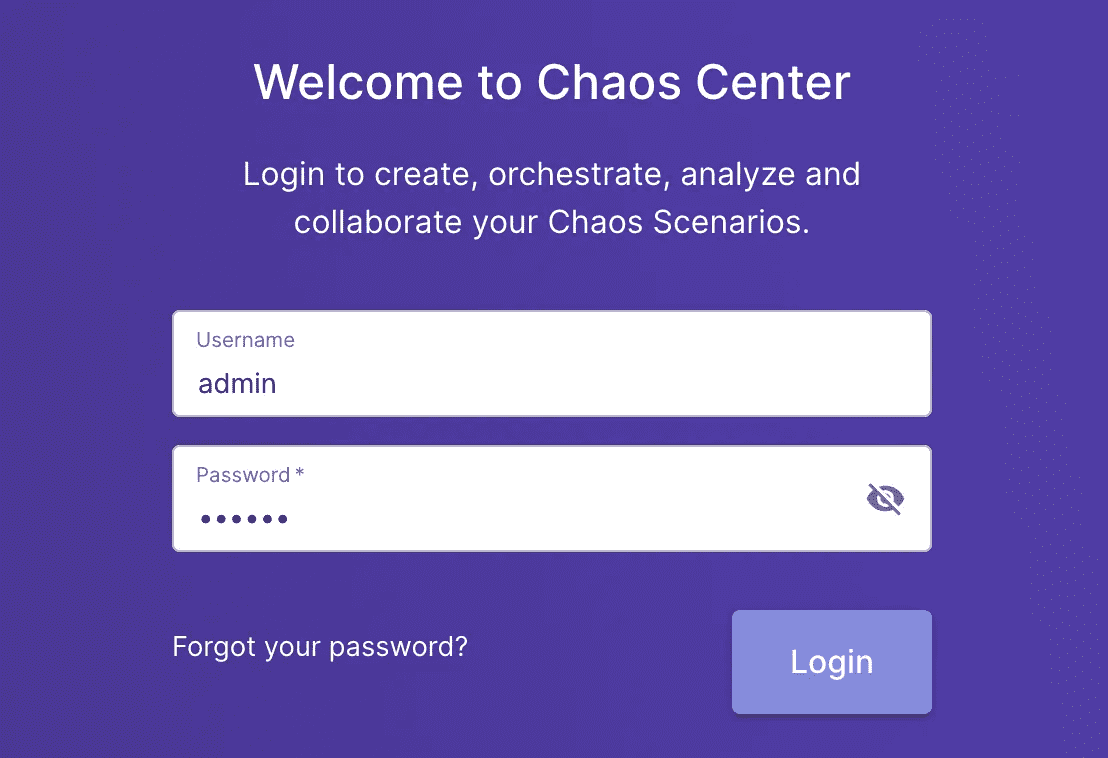 Welcome to Chaos Center
Login to create, orchestrate, analyze and
collaborate your Chaos Scenarios.
Username
admin
Password *
••••••
Forgot your password?
Login